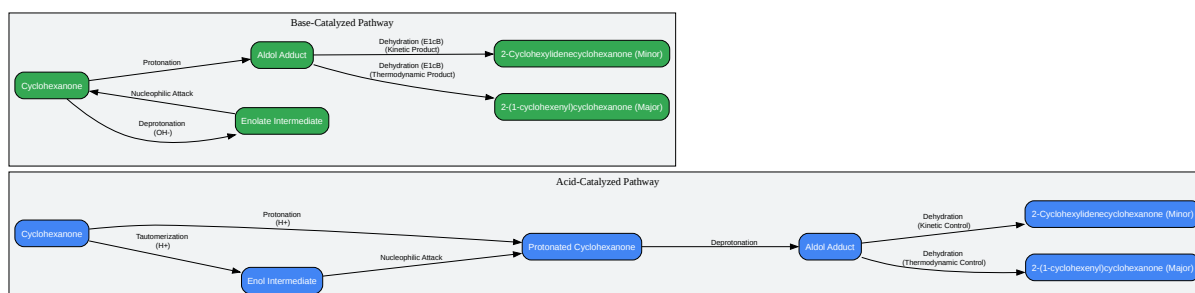 Base-Catalyzed Pathway
Cyclohexanone
Protonation
Nucleophilic Attack
Deprotonation
(OH-)
Aldol Adduct
Enolate Intermediate
Dehydration (E1cB)
(Kinetic Product)
Dehydration (E1cB)
(Thermodynamic Product)
2-Cyclohexylidenecyclohexanone (Minor)
2-(1-cyclohexenyl)cyclohexanone (Major)
Acid-Catalyzed Pathway
Cyclohexanone
Protonation
(H+)
Tautomerization
(H+)
Enol Intermediate
Nucleophilic Attack
Protonated Cyclohexanone
Deprotonation
Aldol Adduct
Dehydration
(Kinetic Control)
Dehydration
(Thermodynamic Control)
2-Cyclohexylidenecyclohexanone (Minor)
2-(1-cyclohexenyl)cyclohexanone (Major)